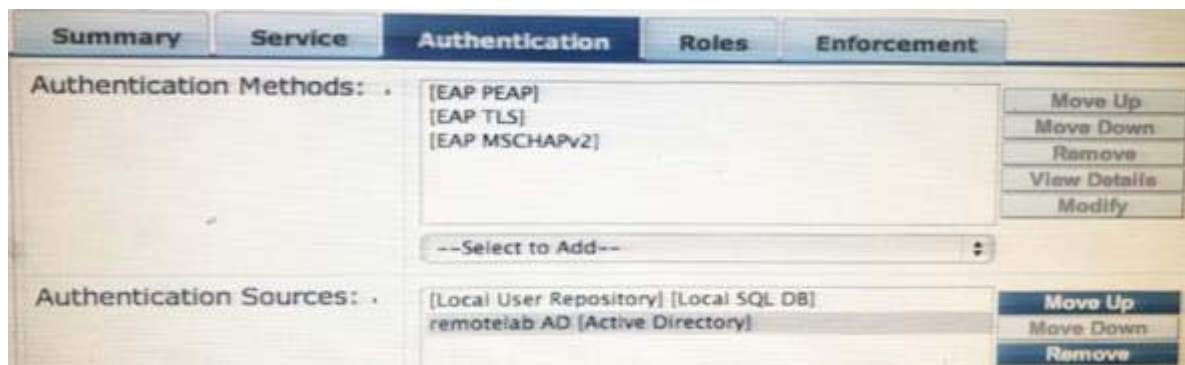 Summary Service Authentication Roles Enforcement
Authentication Methods:
[EAP PEAP]
[EAP TLS]
[EAP MSCHAPv2]
Move Up
Move Down
Remove
View Details
Modify
--Select to Add--
Authentication Sources:
[Local User Repository] [Local SQL DB]
remotelab AD [Active Directory]
Move Up
Move Down
Remove